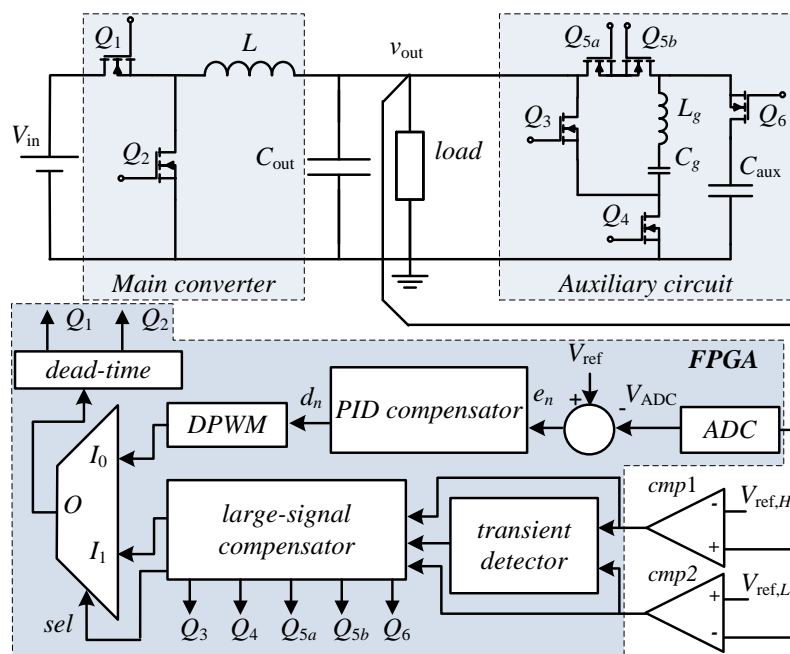 Q1
L
vout
Q5a
Q5b
Vin
Q2
Cout
load
Q3
Lg
Cg
Q6
Caux
Q4
Main converter
Auxiliary circuit
Q1
Q2
dead-time
Vref
FPGA
I0
DPWM
dn
PID compensator
en
+
-
VADC
ADC
O
I1
large-signal
compensator
transient
detector
cmp1
-
+
Vref,H
cmp2
+
-
Vref,L
sel
Q3
Q4
Q5a
Q5b
Q6